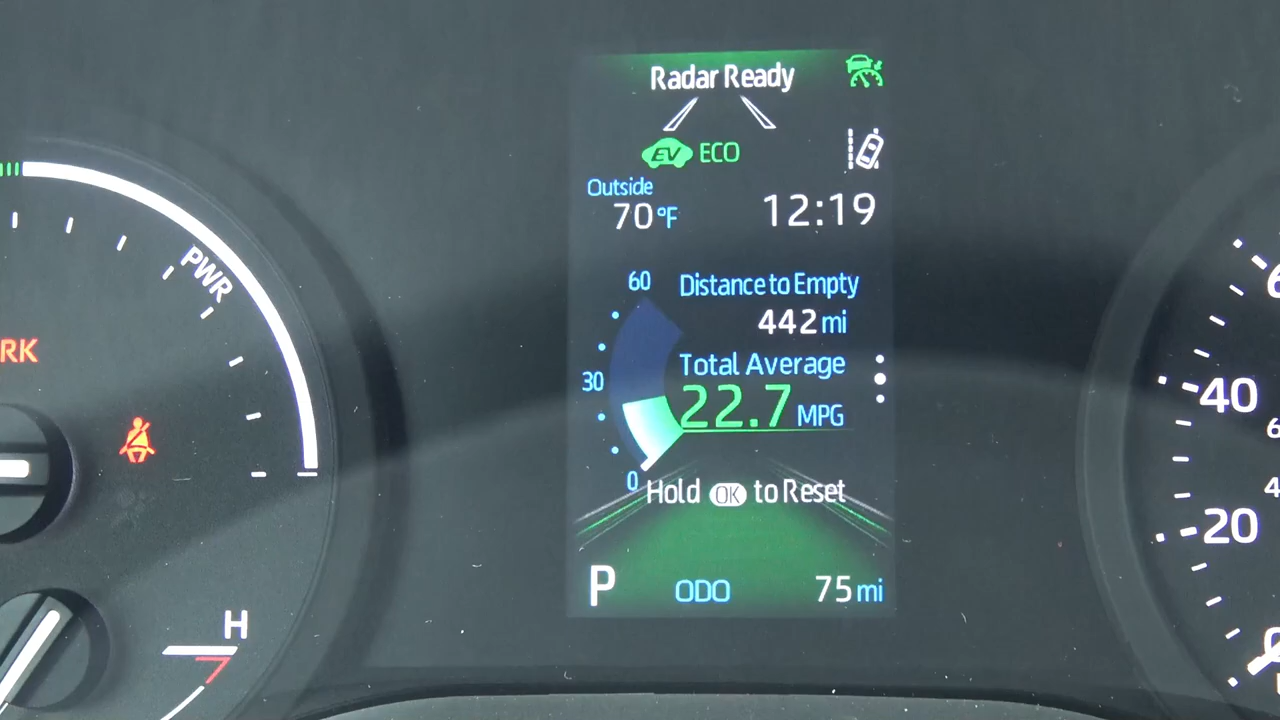 Radar Ready
EV ECO
Outside
70°F 12:19
60
Distance to Empty
442 mi
Total Average
30
22.7 MPG
0
Hold OK to Reset
P ODO 75 mi
PWR
RK
H
40
20